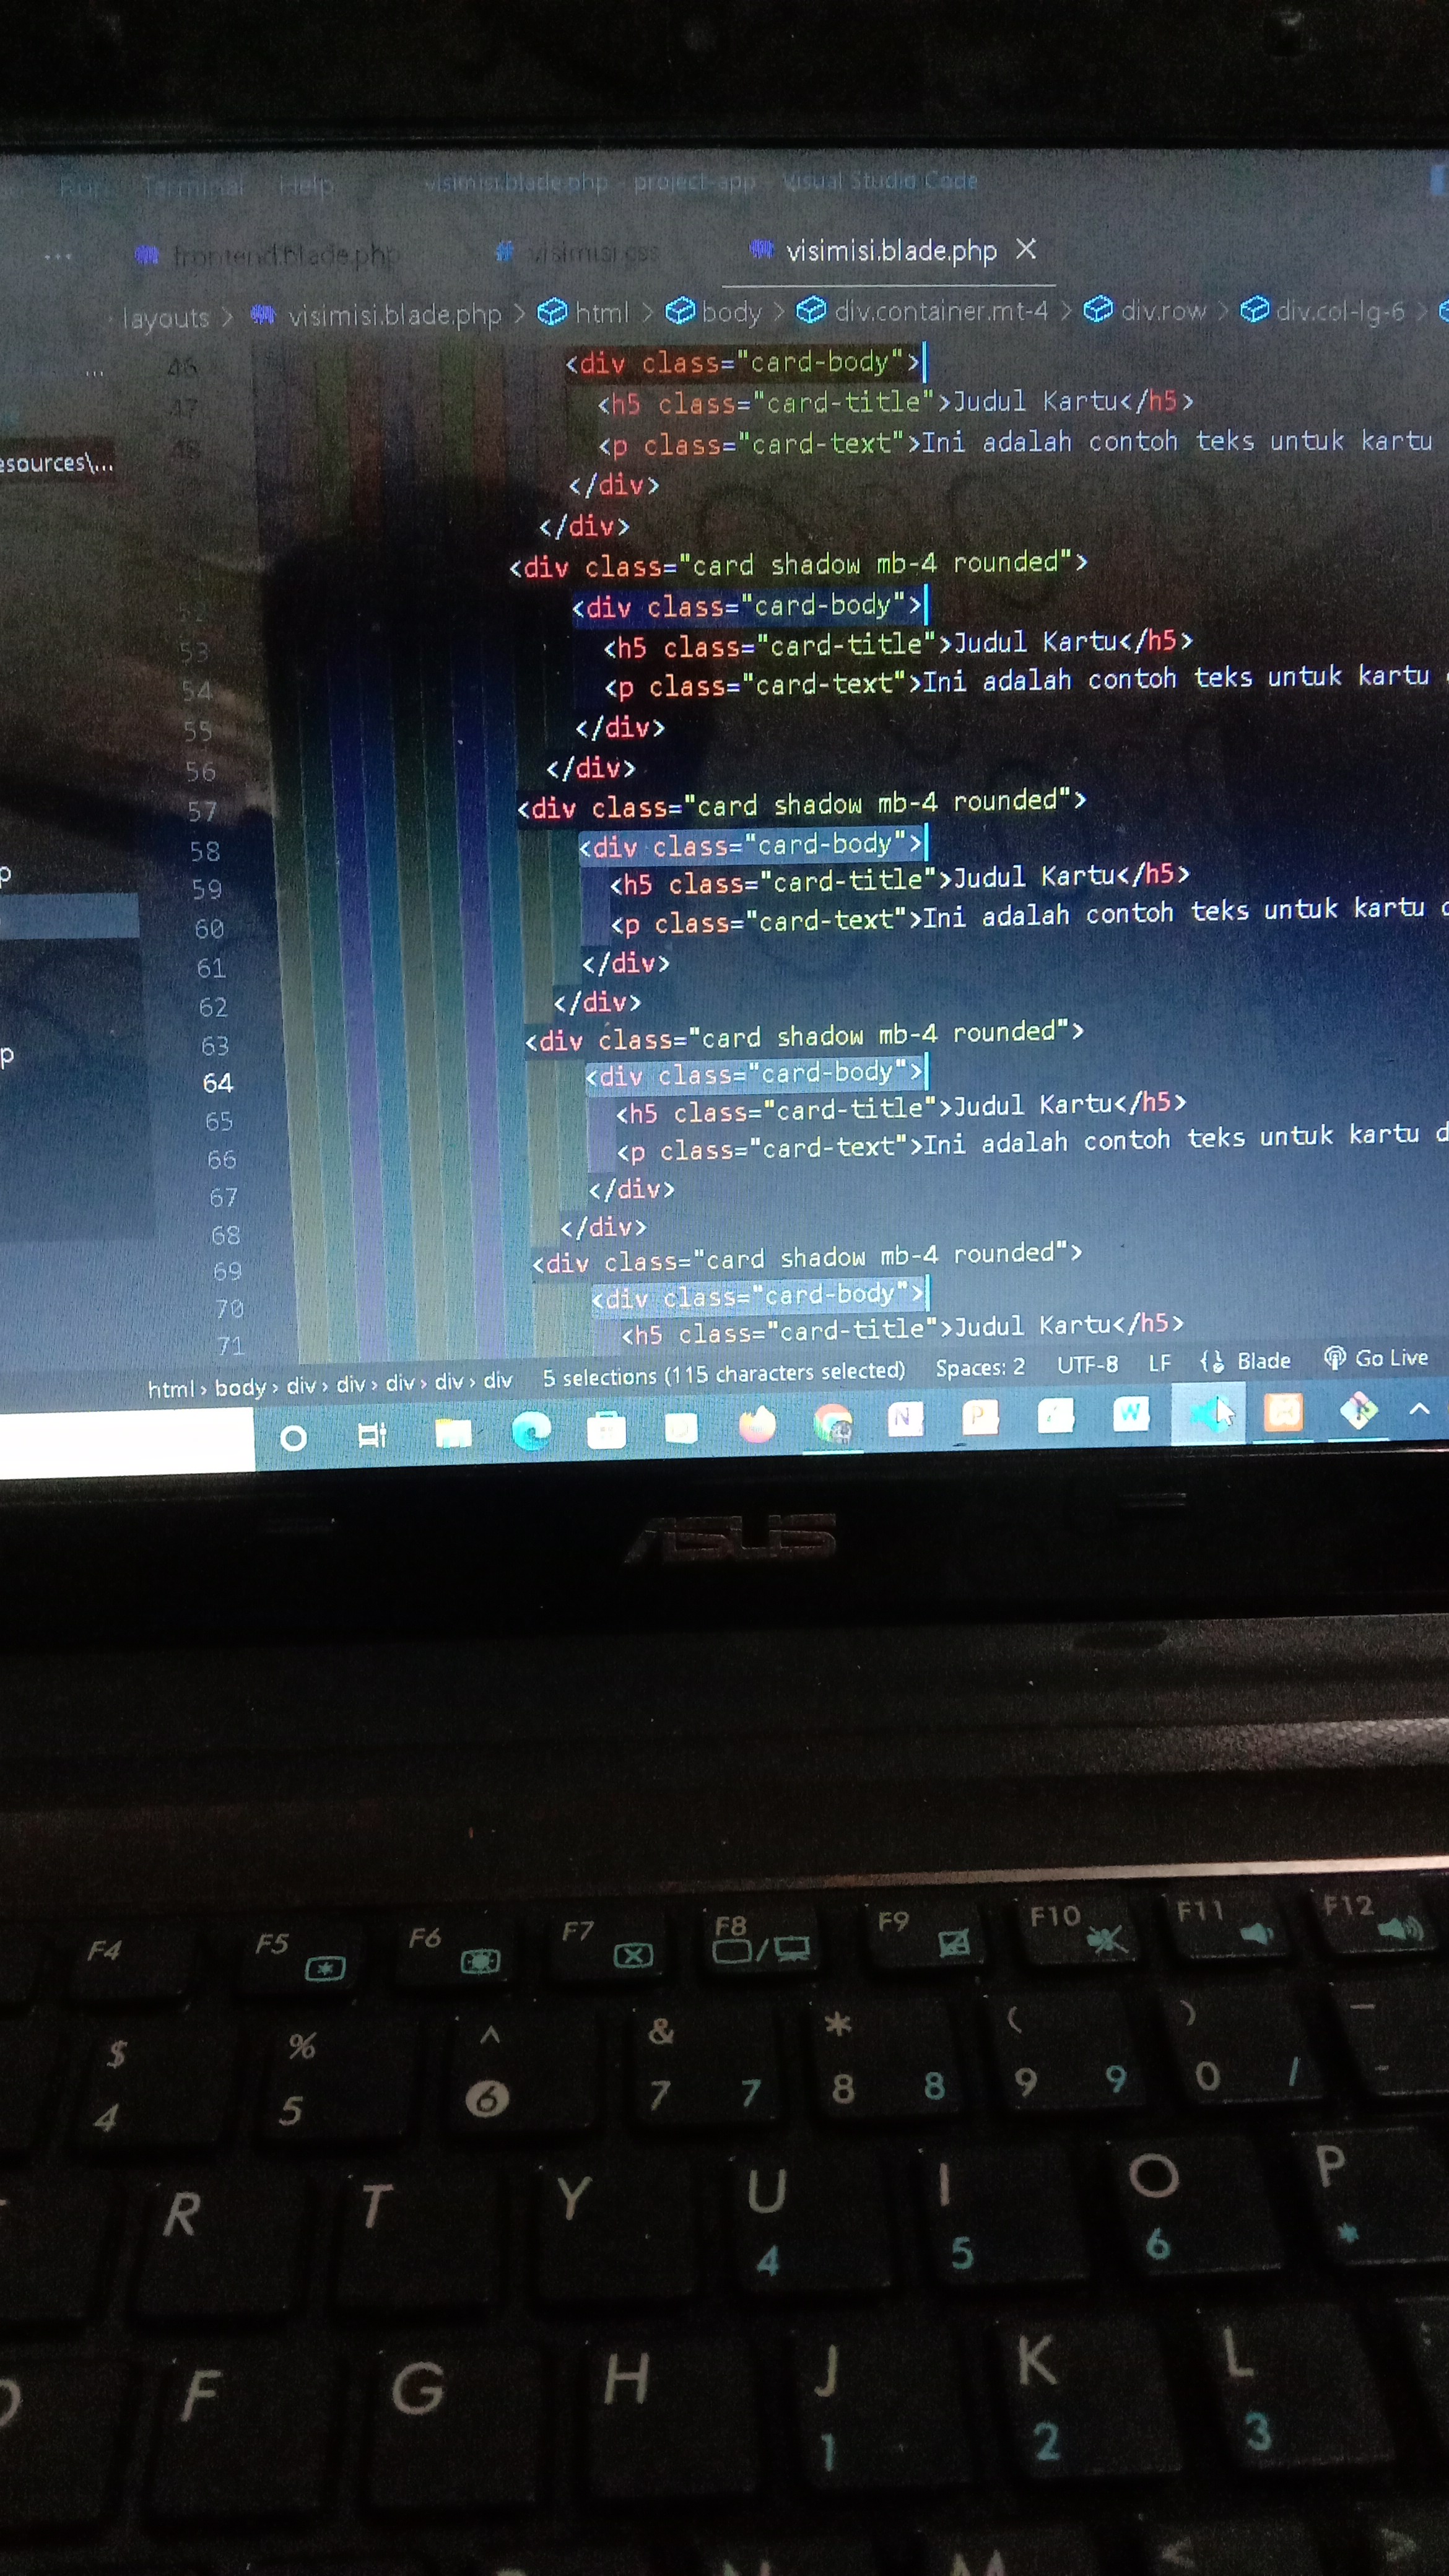 Run Terminal Help visimisi.blade.php - project-app - Visual Studio Code
... frontend.blade.php # visimisi.css visimisi.blade.php ×
layouts > visimisi.blade.php > html > body > div.container.mt-4 > div.row > div.col-lg-6 >
...
esources\...
p
p
46 <div class="card-body">
47 <h5 class="card-title">Judul Kartu</h5>
48 <p class="card-text">Ini adalah contoh teks untuk kartu
</div>
</div>
<div class="card shadow mb-4 rounded">
52 <div class="card-body">
53 <h5 class="card-title">Judul Kartu</h5>
54 <p class="card-text">Ini adalah contoh teks untuk kartu
55 </div>
56 </div>
57 <div class="card shadow mb-4 rounded">
58 <div class="card-body">
59 <h5 class="card-title">Judul Kartu</h5>
60 <p class="card-text">Ini adalah contoh teks untuk kartu d
61 </div>
62 </div>
63 <div class="card shadow mb-4 rounded">
64 <div class="card-body">
65 <h5 class="card-title">Judul Kartu</h5>
66 <p class="card-text">Ini adalah contoh teks untuk kartu d
67 </div>
68 </div>
69 <div class="card shadow mb-4 rounded">
70 <div class="card-body">
71 <h5 class="card-title">Judul Kartu</h5>
html > body > div > div > div > div > div 5 selections (115 characters selected) Spaces: 2 UTF-8 LF Blade Go Live
N P W
ASUS
F4 F5 F6 F7 F8 F9 F10 F11 F12
$ % ^ & * ( ) _
4 5 6 7 7 8 8 9 9 0 / -
R T Y U I O P
4 5 6 *
F G H J K L
1 2 3
N M < >